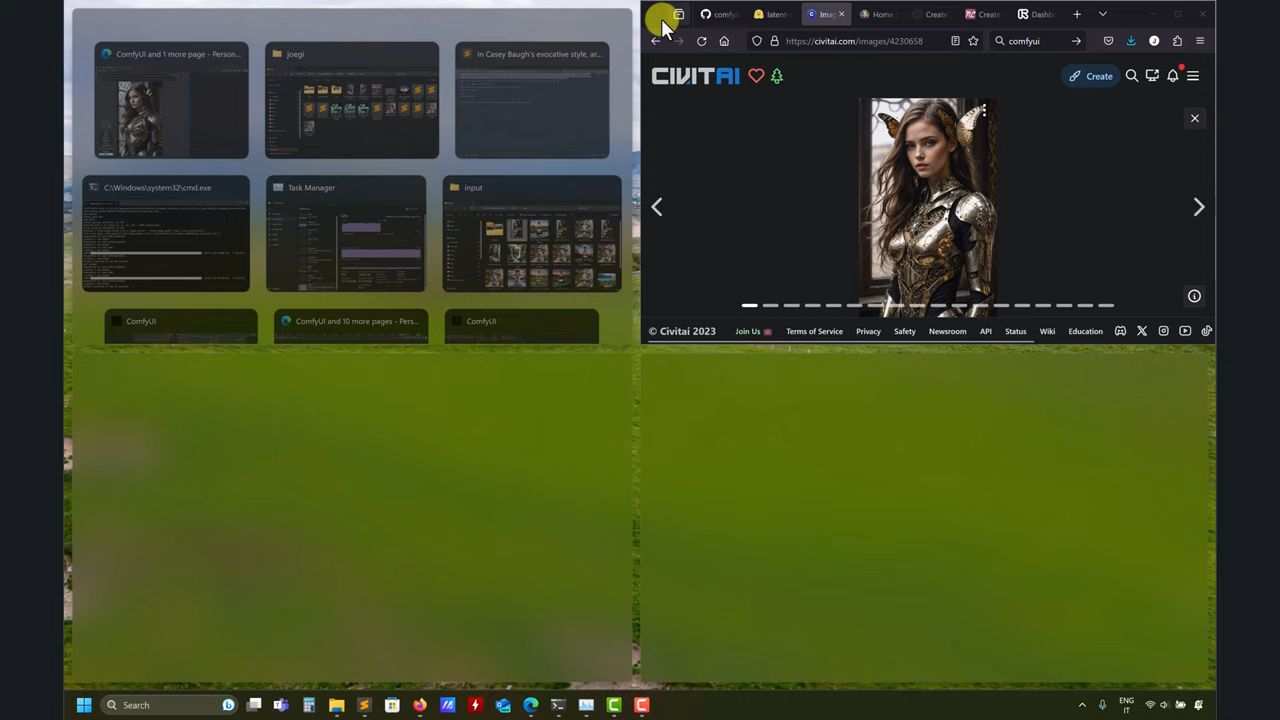 ComfyUI and 1 more page - Person...
joegi
In Casey Baugh's evocative style, ar...
C:\Windows\system32\cmd.exe
Task Manager
input
ComfyUI
ComfyUI and 10 more pages - Pers...
ComfyUI
comfyu
latent-
Imag
Home |
Create
Create
Dashb
https://civitai.com/images/4230658
comfyui
CIVITAI
Create
© Civitai 2023
Join Us
Terms of Service
Privacy
Safety
Newsroom
API
Status
Wiki
Education
Search
ENG
IT